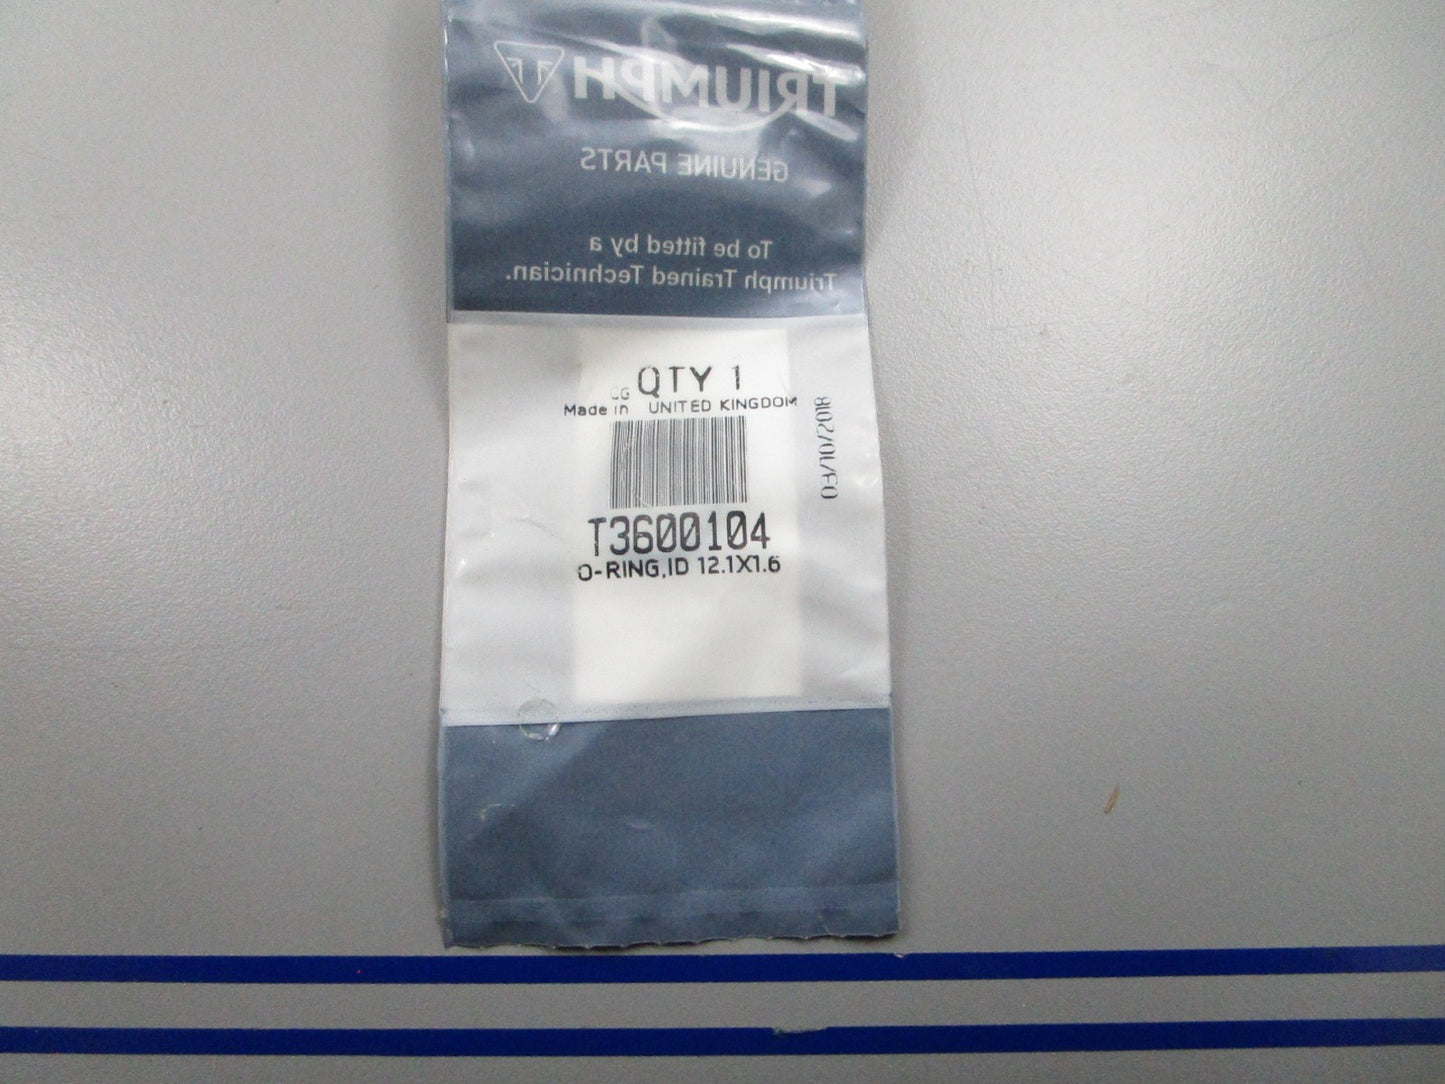 TRIUMPH
GENUINE PARTS
To be fitted by a
Triumph Trained Technician.
QTY 1
Made in UNITED KINGDOM
03/10/2018
T3600104
O-RING,ID 12.1X1.6